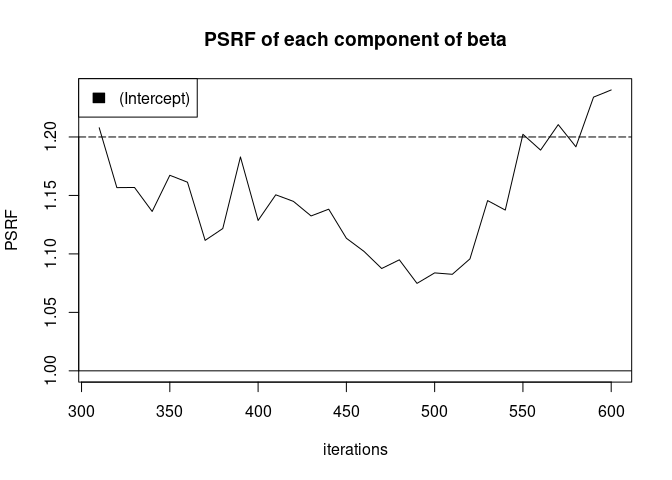 PSRF of each component of beta
(Intercept)
PSRF
1.20
1.15
1.10
1.05
1.00
300 350 400 450 500 550 600
iterations